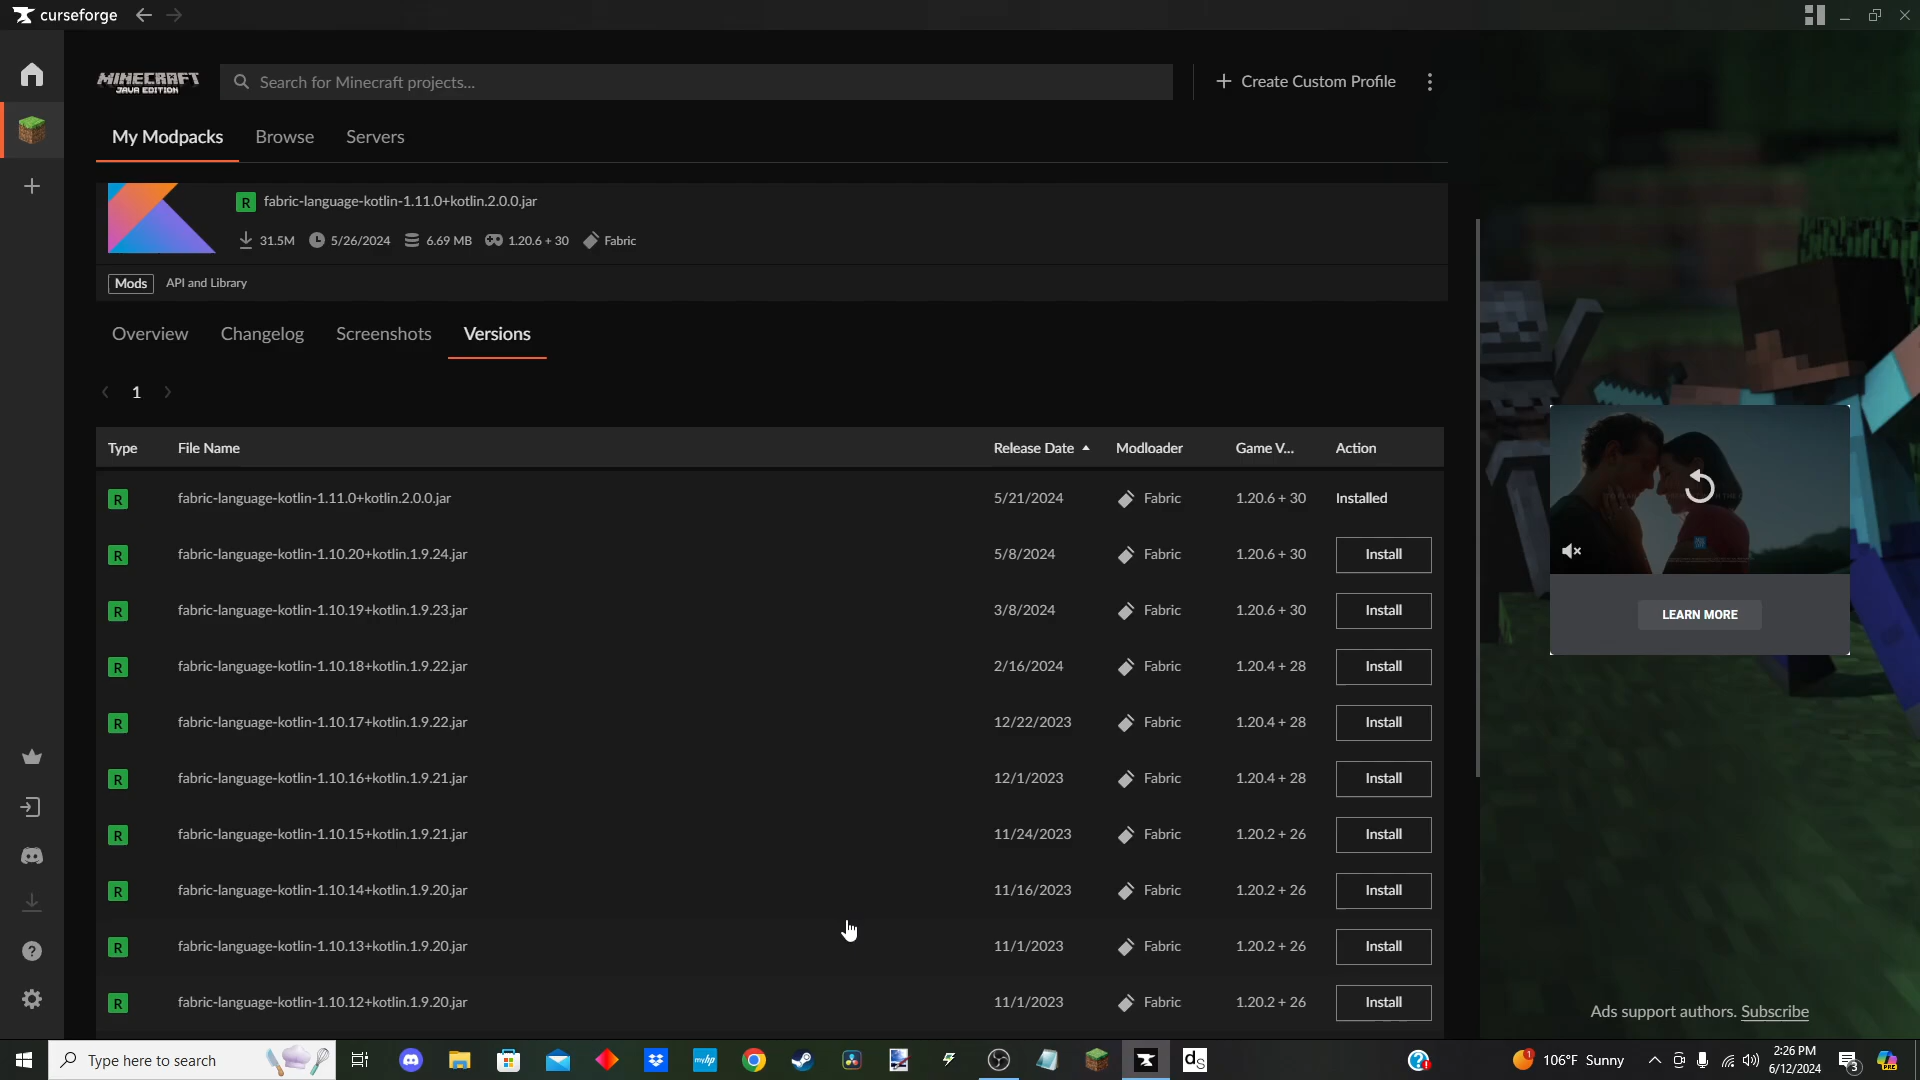 curseforge
MINECRAFT
JAVA EDITION
Search for Minecraft projects...
Create Custom Profile
My Modpacks
Browse
Servers
R fabric-language-kotlin-1.11.0+kotlin.2.0.0.jar
31.5M 5/26/2024 6.69 MB 1.20.6 + 30 Fabric
Mods API and Library
Overview Changelog Screenshots Versions
1
Type File Name Release Date Modloader Game V... Action
R fabric-language-kotlin-1.11.0+kotlin.2.0.0.jar 5/21/2024 Fabric 1.20.6 + 30 Installed
R fabric-language-kotlin-1.10.20+kotlin.1.9.24.jar 5/8/2024 Fabric 1.20.6 + 30 Install
R fabric-language-kotlin-1.10.19+kotlin.1.9.23.jar 3/8/2024 Fabric 1.20.6 + 30 Install
R fabric-language-kotlin-1.10.18+kotlin.1.9.22.jar 2/16/2024 Fabric 1.20.4 + 28 Install
R fabric-language-kotlin-1.10.17+kotlin.1.9.22.jar 12/22/2023 Fabric 1.20.4 + 28 Install
R fabric-language-kotlin-1.10.16+kotlin.1.9.21.jar 12/1/2023 Fabric 1.20.4 + 28 Install
R fabric-language-kotlin-1.10.15+kotlin.1.9.21.jar 11/24/2023 Fabric 1.20.2 + 26 Install
R fabric-language-kotlin-1.10.14+kotlin.1.9.20.jar 11/16/2023 Fabric 1.20.2 + 26 Install
R fabric-language-kotlin-1.10.13+kotlin.1.9.20.jar 11/1/2023 Fabric 1.20.2 + 26 Install
R fabric-language-kotlin-1.10.12+kotlin.1.9.20.jar 11/1/2023 Fabric 1.20.2 + 26 Install
LEARN MORE
Ads support authors. Subscribe
Type here to search
myhp
ds
1
106°F Sunny
2:26 PM
6/12/2024
3
PRE